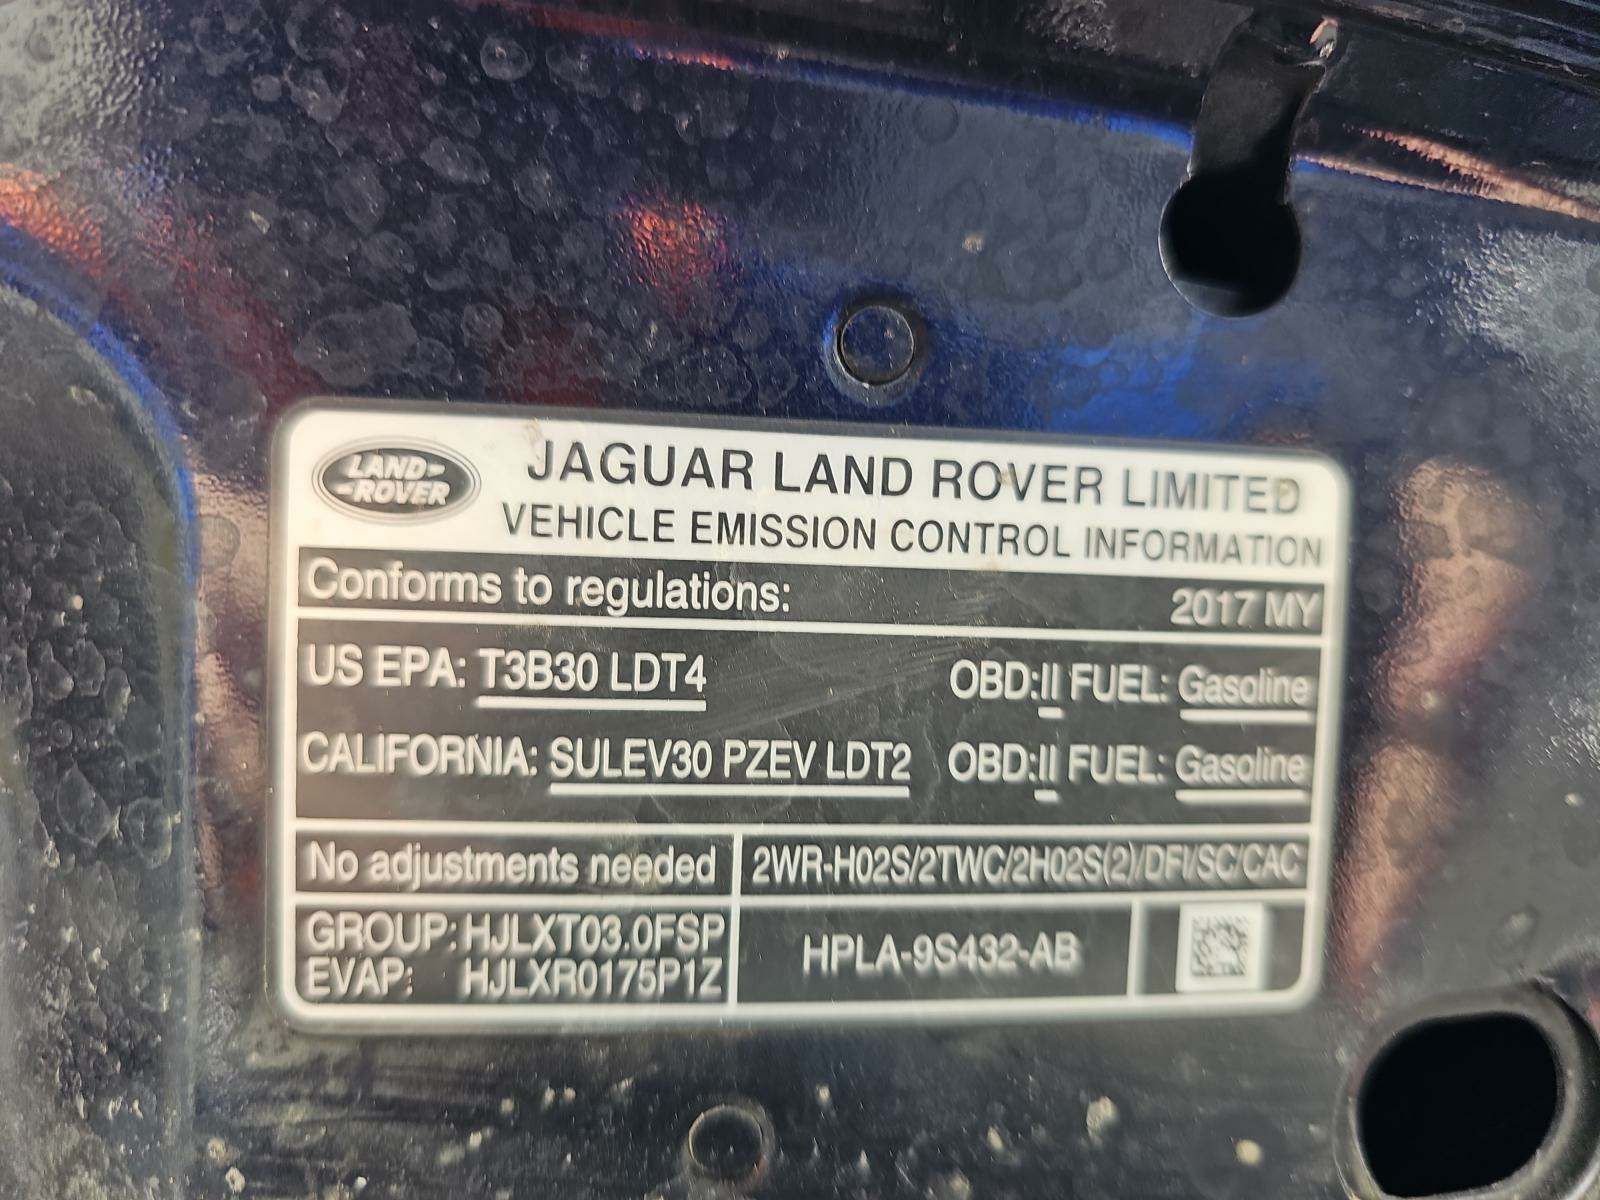 LAND-
-ROVER
JAGUAR LAND ROVER LIMITED
VEHICLE EMISSION CONTROL INFORMATION
Conforms to regulations: 2017 MY
US EPA: T3B30 LDT4 OBD:II FUEL: Gasoline
CALIFORNIA: SULEV30 PZEV LDT2 OBD:II FUEL: Gasoline
No adjustments needed 2WR-HO2S/2TWC/2HO2S(2)/DFI/SC/CAC
GROUP: HJLXT03.0FSP
EVAP: HJLXR0175P1Z
HPLA-9S432-AB